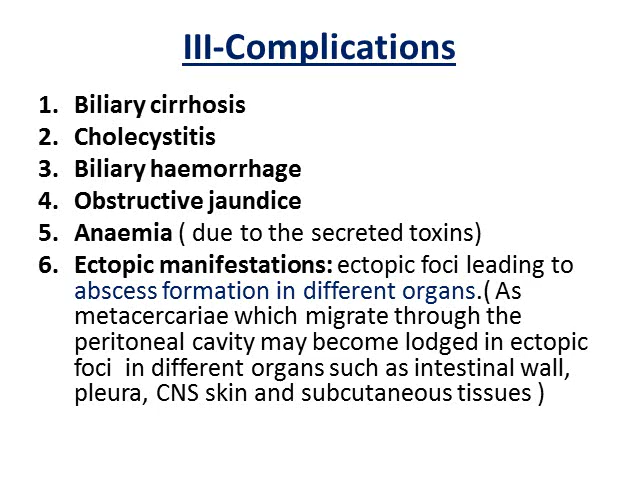 III-Complications
1. Biliary cirrhosis
2. Cholecystitis
3. Biliary haemorrhage
4. Obstructive jaundice
5. Anaemia ( due to the secreted toxins)
6. Ectopic manifestations: ectopic foci leading to
abscess formation in different organs.( As
metacercariae which migrate through the
peritoneal cavity may become lodged in ectopic
foci  in different organs such as intestinal wall,
pleura, CNS skin and subcutaneous tissues )